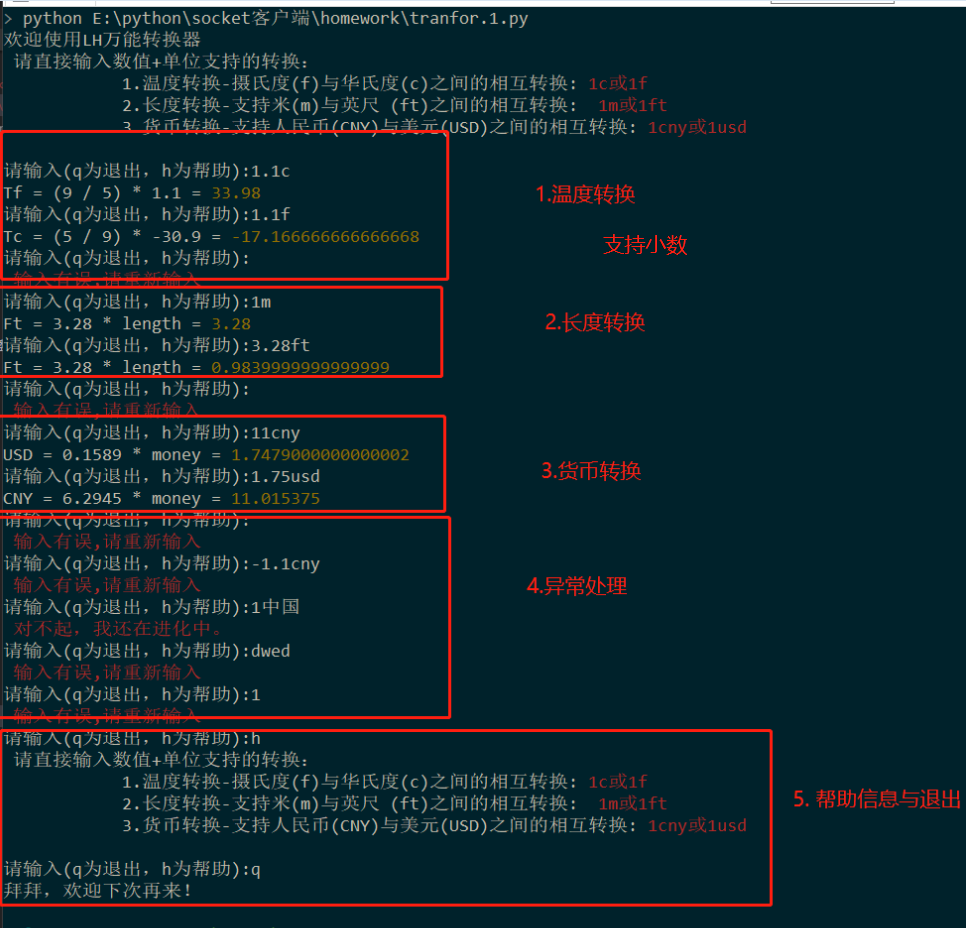 > python E:\python\socket客户端\homework\tranfor.1.py
欢迎使用LH万能转换器
请直接输入数值+单位支持的转换:
1.温度转换-摄氏度(f)与华氏度(c)之间的相互转换: 1c或1f
2.长度转换-支持米(m)与英尺 (ft)之间的相互转换: 1m或1ft
3.货币转换-支持人民币(CNY)与美元(USD)之间的相互转换: 1cny或1usd
请输入(q为退出, h为帮助):1.1c
Tf = (9 / 5) * 1.1 = 33.98
1.温度转换
请输入(q为退出, h为帮助):1.1f
Tc = (5 / 9) * -30.9 = -17.166666666666668
支持小数
请输入(q为退出, h为帮助):
输入有误,请重新输入
请输入(q为退出, h为帮助):1m
Ft = 3.28 * length = 3.28
2.长度转换
请输入(q为退出, h为帮助):3.28ft
Ft = 3.28 * length = 0.9839999999999999
请输入(q为退出, h为帮助):
输入有误,请重新输入
请输入(q为退出, h为帮助):11cny
USD = 0.1589 * money = 1.7479000000000002
3.货币转换
请输入(q为退出, h为帮助):1.75usd
CNY = 6.2945 * money = 11.015375
请输入(q为退出, h为帮助):
输入有误,请重新输入
请输入(q为退出, h为帮助):-1.1cny
输入有误,请重新输入
4.异常处理
请输入(q为退出, h为帮助):1中国
对不起, 我还在进化中。
请输入(q为退出, h为帮助):dwed
输入有误,请重新输入
请输入(q为退出, h为帮助):1
输入有误,请重新输入
请输入(q为退出, h为帮助):h
请直接输入数值+单位支持的转换:
1.温度转换-摄氏度(f)与华氏度(c)之间的相互转换: 1c或1f
2.长度转换-支持米(m)与英尺 (ft)之间的相互转换: 1m或1ft
5. 帮助信息与退出
3.货币转换-支持人民币(CNY)与美元(USD)之间的相互转换: 1cny或1usd
请输入(q为退出, h为帮助):q
拜拜, 欢迎下次再来!